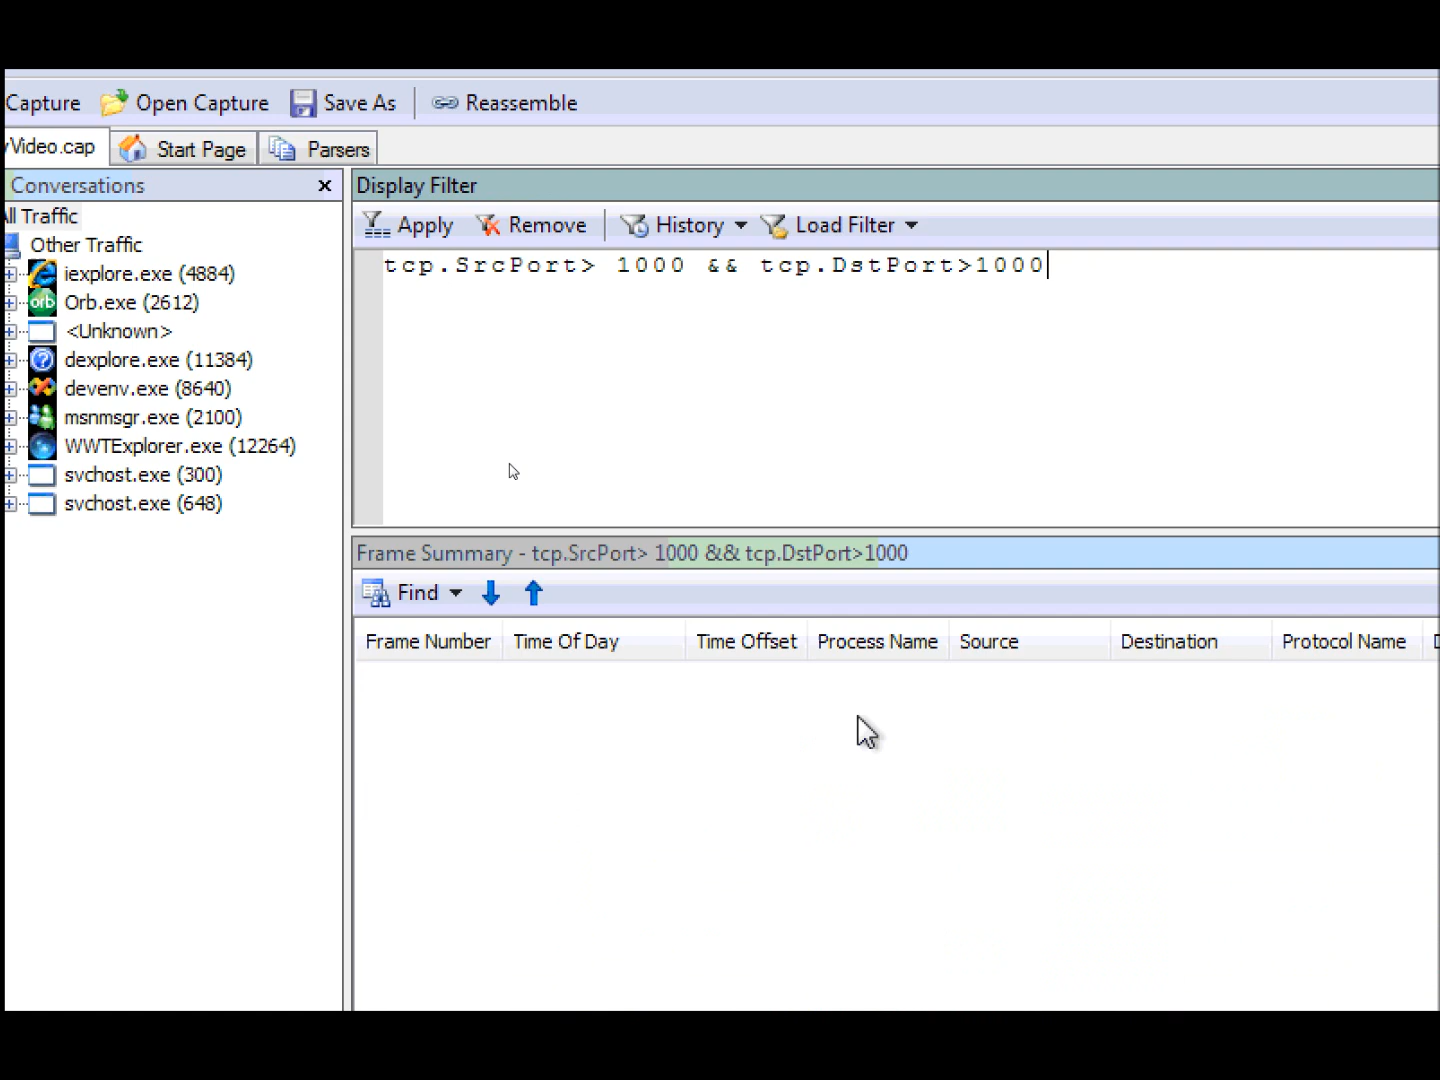 Capture Open Capture Save As Reassemble
Video.cap Start Page Parsers
Conversations
ll Traffic
Other Traffic
iexplore.exe (4884)
orb Orb.exe (2612)
<Unknown>
dexplore.exe (11384)
devenv.exe (8640)
msnmsgr.exe (2100)
WWTExplorer.exe (12264)
svchost.exe (300)
svchost.exe (648)
Display Filter
Apply Remove History Load Filter
tcp.SrcPort> 1000 && tcp.DstPort>1000
Frame Summary - tcp.SrcPort> 1000 && tcp.DstPort>1000
Find
Frame Number Time Of Day Time Offset Process Name Source Destination Protocol Name